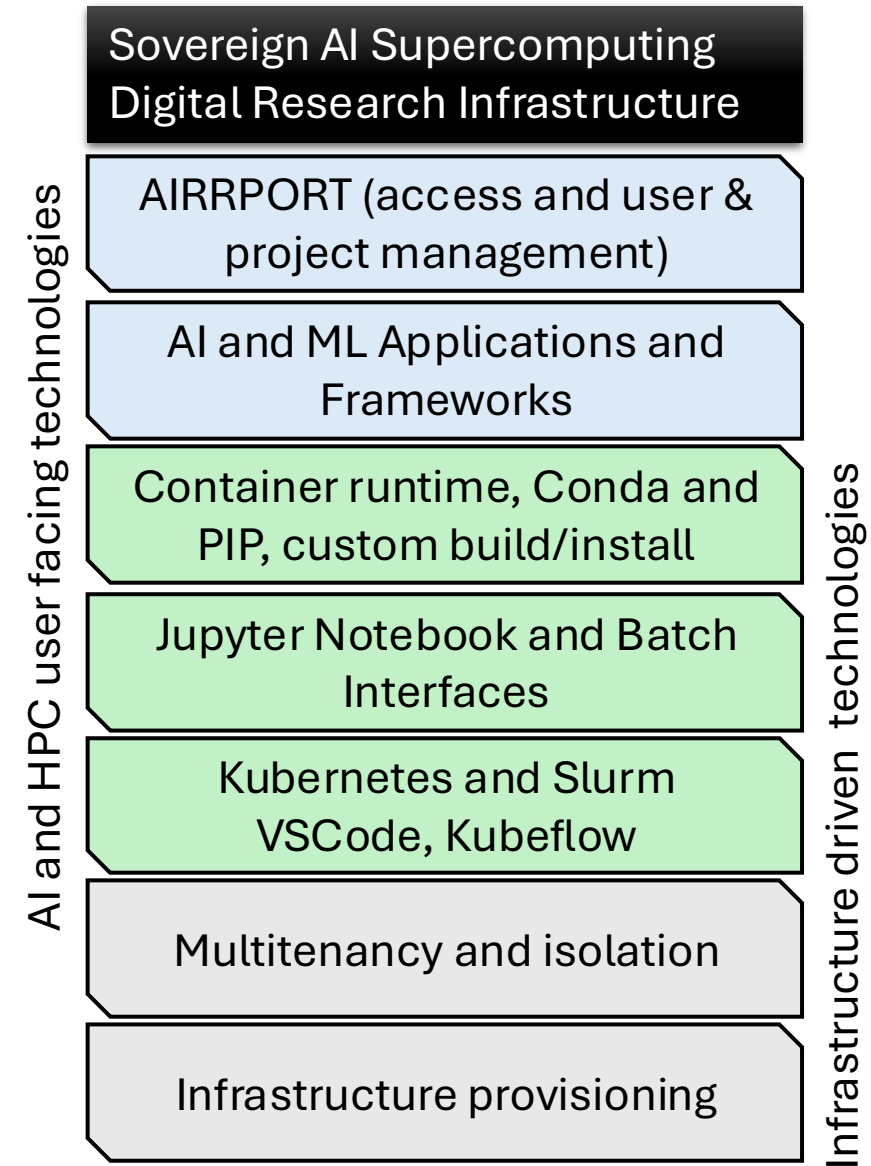 Sovereign AI Supercomputing
Digital Research Infrastructure
AI and HPC user facing technologies
AIRRPORT (access and user &
project management)
AI and ML Applications and
Frameworks
Container runtime, Conda and
PIP, custom build/install
Jupyter Notebook and Batch
Interfaces
Kubernetes and Slurm
VSCode, Kubeflow
Multitenancy and isolation
Infrastructure provisioning
Infrastructure driven technologies